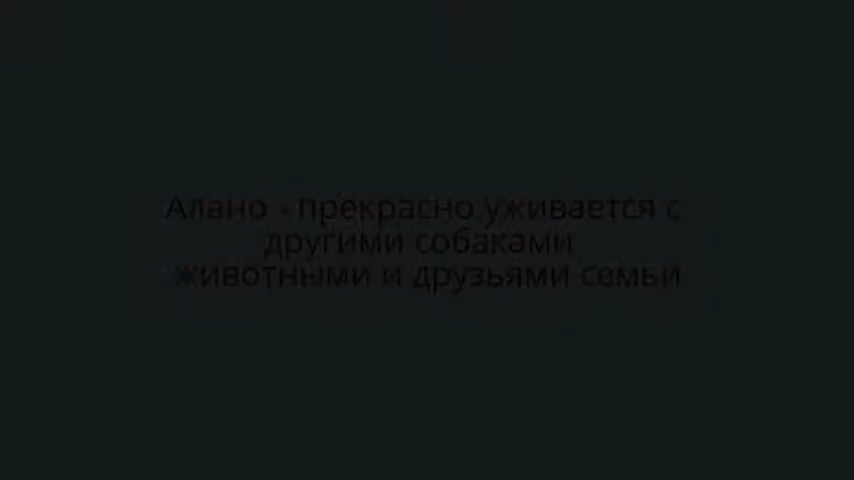 Алано - прекрасно уживается с
другими собаками
животными и друзьями семьи